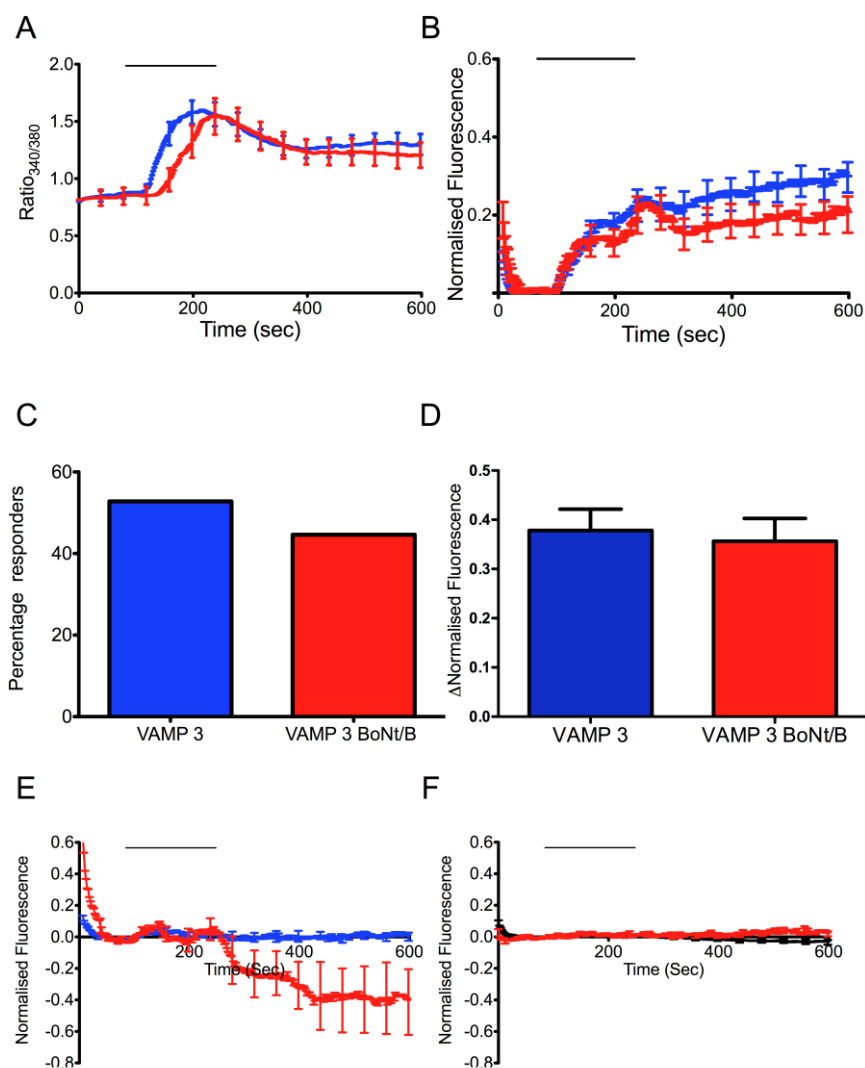 A
2.0
1.5
1.0
0.5
0.0
Ratio340/380
0
200
400
600
Time (sec)
B
0.6
0.4
0.2
Normalised Fluorescence
0
200
400
600
Time (sec)
C
60
40
20
0
Percentage responders
VAMP 3
VAMP 3 BoNt/B
D
0.5
0.4
0.3
0.2
0.1
0.0
ΔNormalised Fluorescence
VAMP 3
VAMP 3 BoNt/B
E
0.6
0.4
0.2
0.0
-0.2
-0.4
-0.6
-0.8
Normalised Fluorescence
200
400
600
Time (Sec)
F
0.6
0.4
0.2
0.0
-0.2
-0.4
-0.6
-0.8
Normalised Fluorescence
200
400
600
Time (Sec)